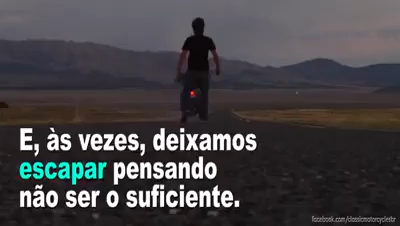 E, às vezes, deixamos
escapar pensando
não ser o suficiente.
facebook.com/classicmotorcyclesbr